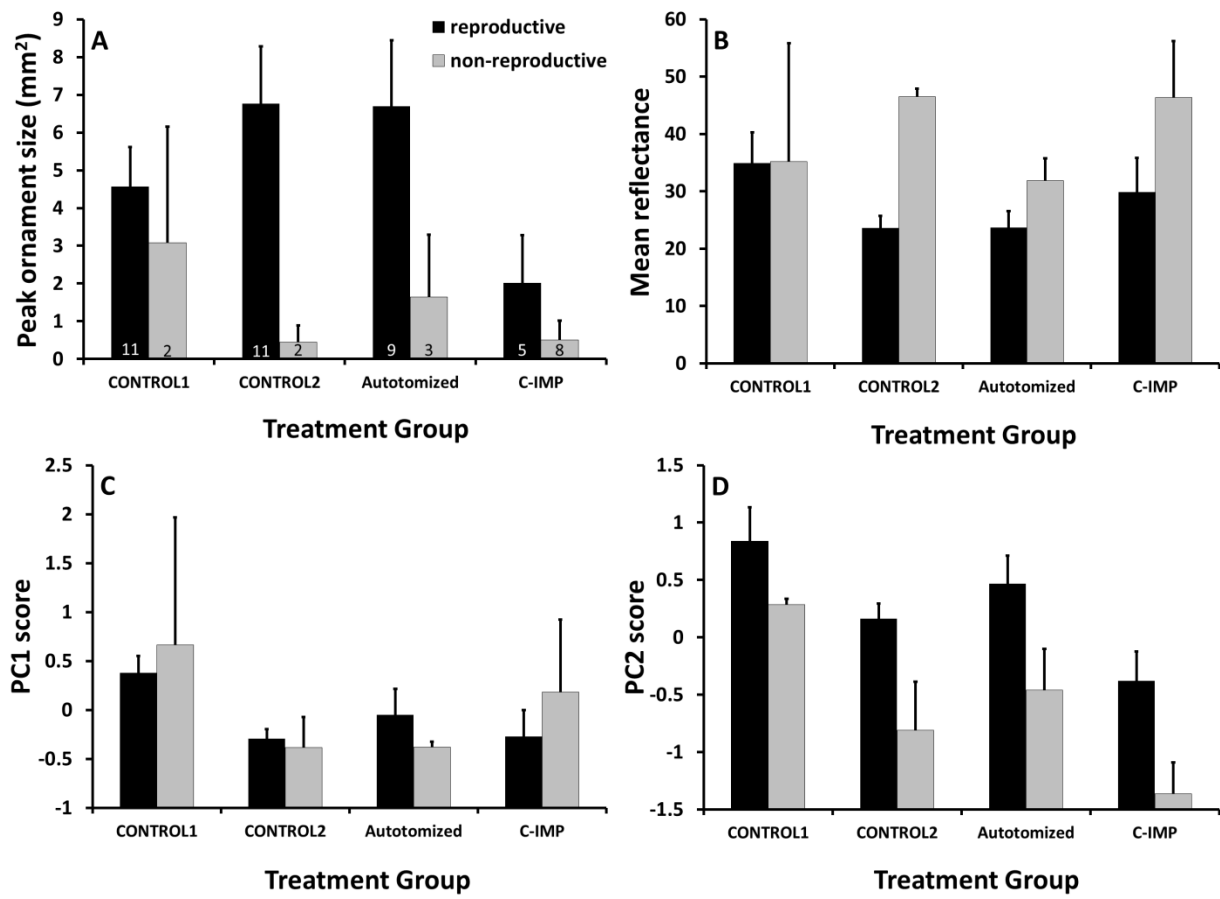 A
reproductive
non-reproductive
Peak ornament size (mm²)
9
8
7
6
5
4
3
2
1
0
11
2
11
2
9
3
5
8
CONTROL1
CONTROL2
Autotomized
C-IMP
Treatment Group
B
Mean reflectance
60
50
40
30
20
10
0
CONTROL1
CONTROL2
Autotomized
C-IMP
Treatment Group
C
PC1 score
2.5
2
1.5
1
0.5
0
-0.5
-1
CONTROL1
CONTROL2
Autotomized
C-IMP
Treatment Group
D
PC2 score
1.5
1
0.5
0
-0.5
-1
-1.5
CONTROL1
CONTROL2
Autotomized
C-IMP
Treatment Group